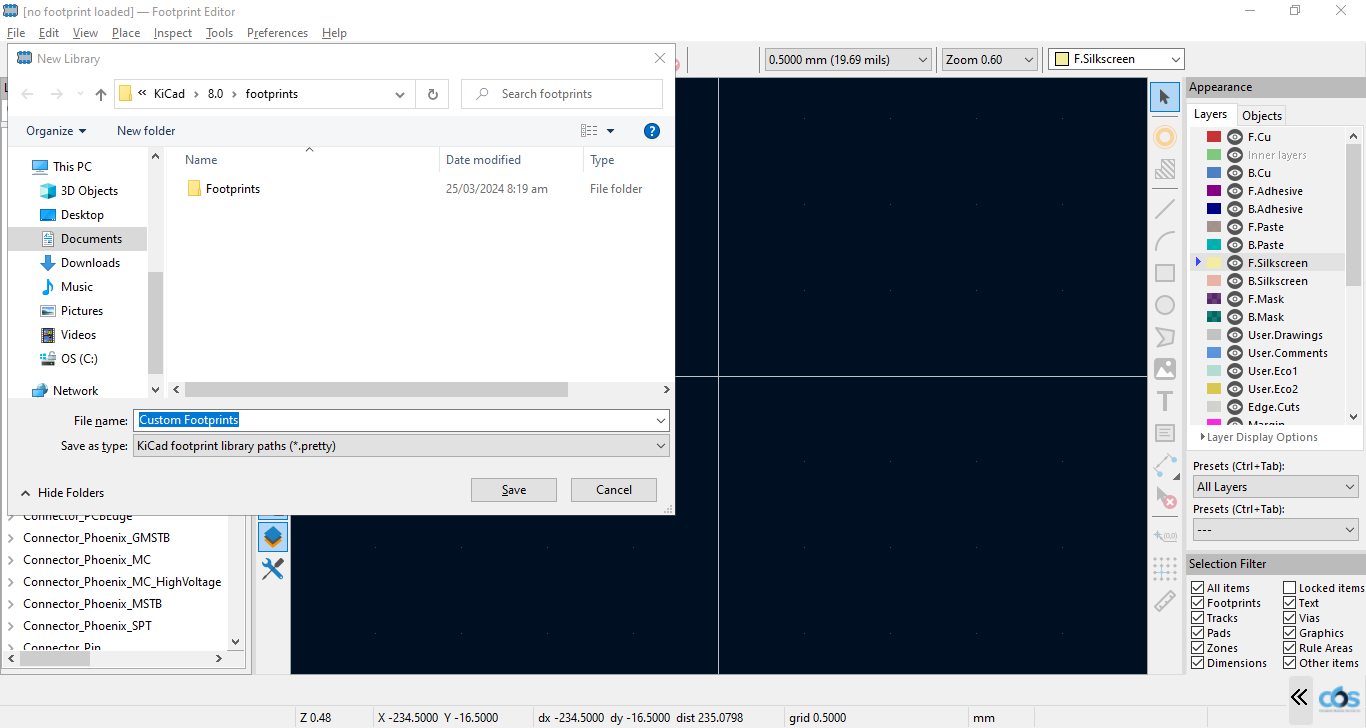 [no footprint loaded] — Footprint Editor
File Edit View Place Inspect Tools Preferences Help
New Library
0.5000 mm (19.69 mils)
Zoom 0.60
F.Silkscreen
« KiCad › 8.0 › footprints
Search footprints
Organize
New folder
Name
Date modified
Type
This PC
3D Objects
Desktop
Documents
Downloads
Music
Pictures
Videos
OS (C:)
Network
Footprints
25/03/2024 8:19 am
File folder
File name: Custom Footprints
Save as type: KiCad footprint library paths (*.pretty)
Hide Folders
Save
Cancel
Connector_PCBEdge
Connector_Phoenix_GMSTB
Connector_Phoenix_MC
Connector_Phoenix_MC_HighVoltage
Connector_Phoenix_MSTB
Connector_Phoenix_SPT
Connector_Pin
(0,0)
Appearance
Layers
Objects
F.Cu
Inner layers
B.Cu
F.Adhesive
B.Adhesive
F.Paste
B.Paste
F.Silkscreen
B.Silkscreen
F.Mask
B.Mask
User.Drawings
User.Comments
User.Eco1
User.Eco2
Edge.Cuts
Margin
Layer Display Options
Presets (Ctrl+Tab):
All Layers
Presets (Ctrl+Tab):
---
Selection Filter
All items
Locked items
Footprints
Text
Tracks
Vias
Pads
Graphics
Zones
Rule Areas
Dimensions
Other items
Z 0.48
X -234.5000 Y -16.5000
dx -234.5000 dy -16.5000 dist 235.0798
grid 0.5000
mm